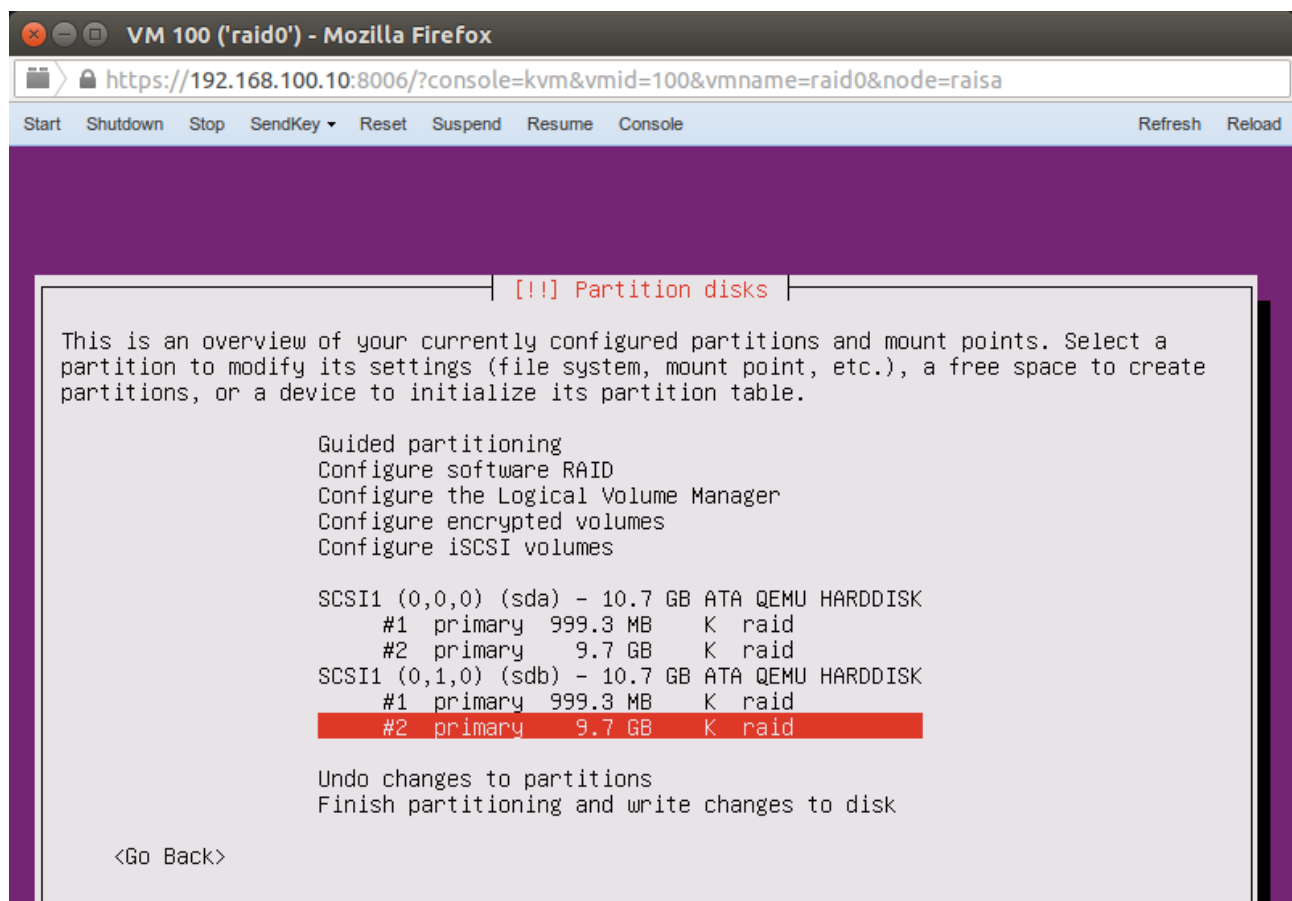 VM 100 ('raid0') - Mozilla Firefox
https://192.168.100.10:8006/?console=kvm&vmid=100&vmname=raid0&node=raisa
Start Shutdown Stop SendKey Reset Suspend Resume Console Refresh Reload
[!!] Partition disks
This is an overview of your currently configured partitions and mount points. Select a
partition to modify its settings (file system, mount point, etc.), a free space to create
partitions, or a device to initialize its partition table.
Guided partitioning
Configure software RAID
Configure the Logical Volume Manager
Configure encrypted volumes
Configure iSCSI volumes
SCSI1 (0,0,0) (sda) - 10.7 GB ATA QEMU HARDDISK
#1 primary 999.3 MB K raid
#2 primary 9.7 GB K raid
SCSI1 (0,1,0) (sdb) - 10.7 GB ATA QEMU HARDDISK
#1 primary 999.3 MB K raid
#2 primary 9.7 GB K raid
Undo changes to partitions
Finish partitioning and write changes to disk
<Go Back>